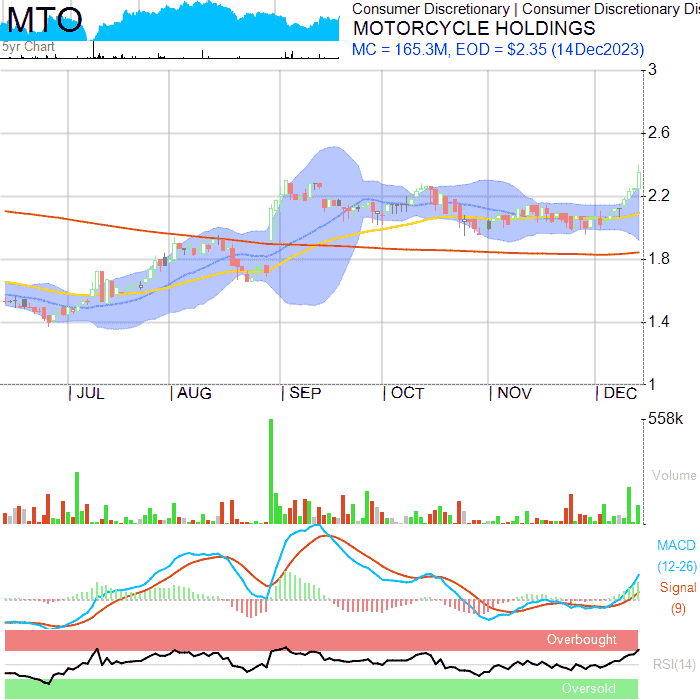 MTO
5yr Chart
Consumer Discretionary | Consumer Discretionary Dis
MOTORCYCLE HOLDINGS
MC = 165.3M, EOD = $2.35 (14Dec2023)
3
2.6
2.2
1.8
1.4
1
JUL AUG SEP OCT NOV DEC
558k
Volume
MACD
(12-26)
Signal
(9)
Overbought
RSI(14)
Oversold